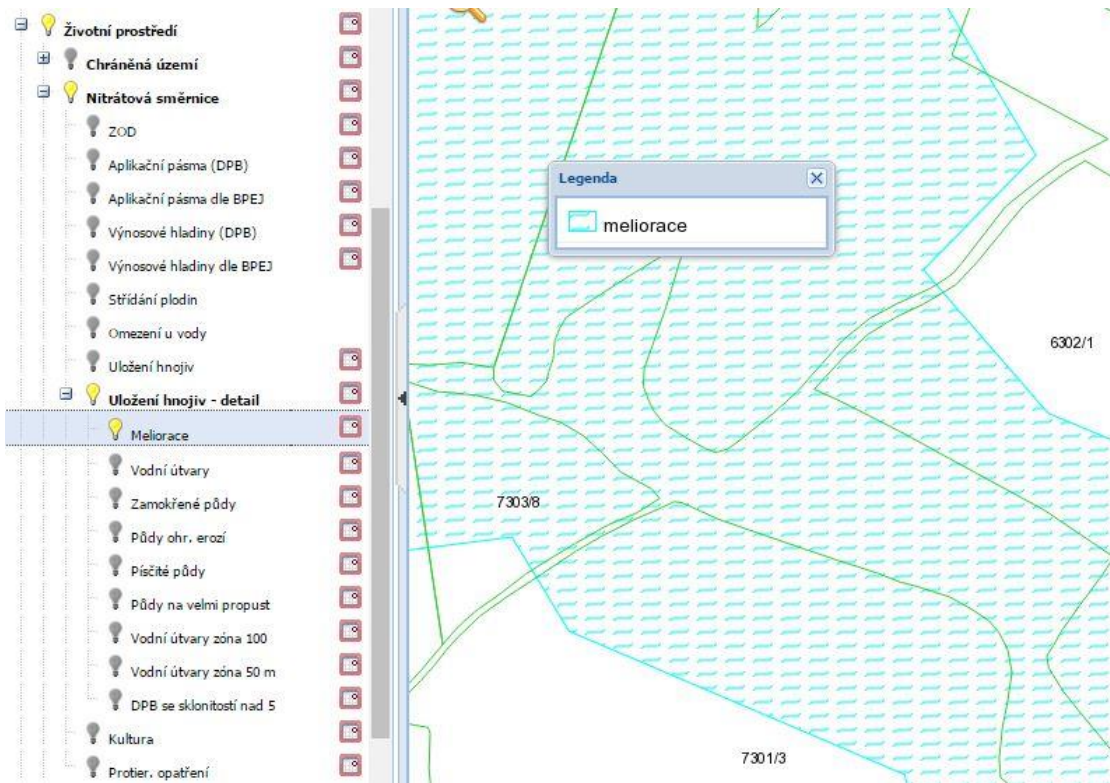 Životní prostředí
Chráněná území
Nitrátová směrnice
ZOD
Aplikační pásma (DPB)
Aplikační pásma dle BPEJ
Výnosové hladiny (DPB)
Výnosové hladiny dle BPEJ
Střídání plodin
Omezení u vody
Uložení hnojiv
Uložení hnojiv - detail
Meliorace
Vodní útvary
Zamokřené půdy
Půdy ohr. erozí
Písčité půdy
Půdy na velmi propust
Vodní útvary zóna 100
Vodní útvary zóna 50 m
DPB se sklonitostí nad 5
Kultura
Protier. opatření
Legenda
meliorace
6302/1
7303/8
7301/3